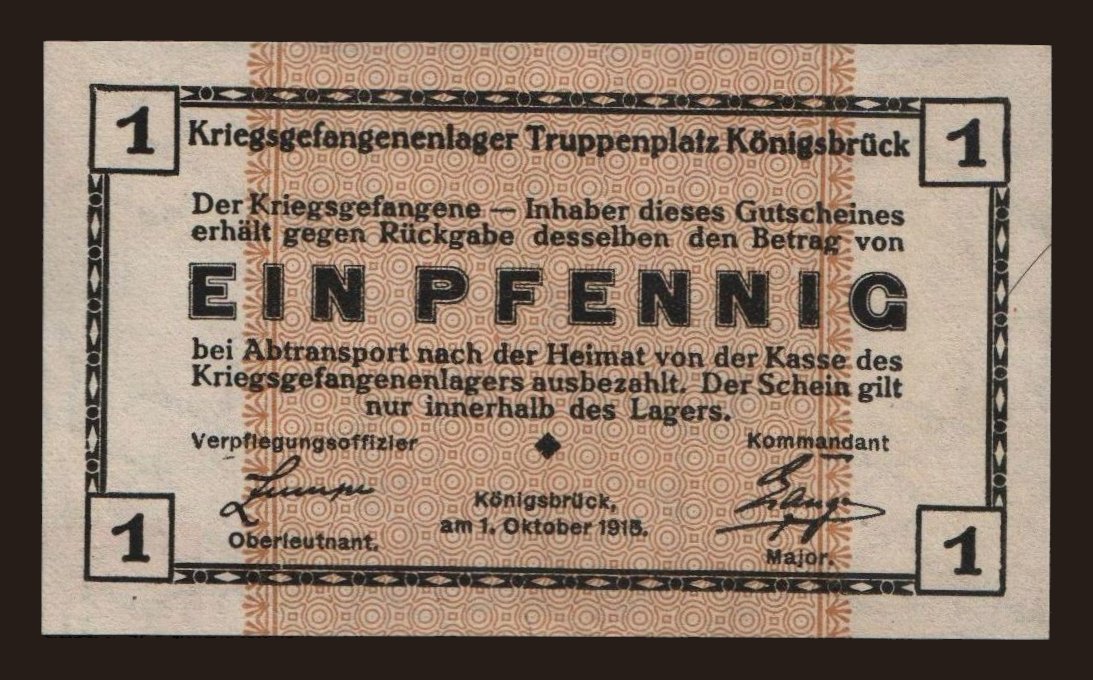 1 1
Kriegsgefangenenlager Truppenplatz Königsbrück
Der Kriegsgefangene — Inhaber dieses Gutscheines
erhält gegen Rückgabe desselben den Betrag von
EIN PFENNIG
bei Abtransport nach der Heimat von der Kasse des
Kriegsgefangenenlagers ausbezahlt. Der Schein gilt
nur innerhalb des Lagers.
Verpflegungsoffizier Kommandant
Königsbrück,
am 1. Oktober
Oberleutnant. Major.
1 1